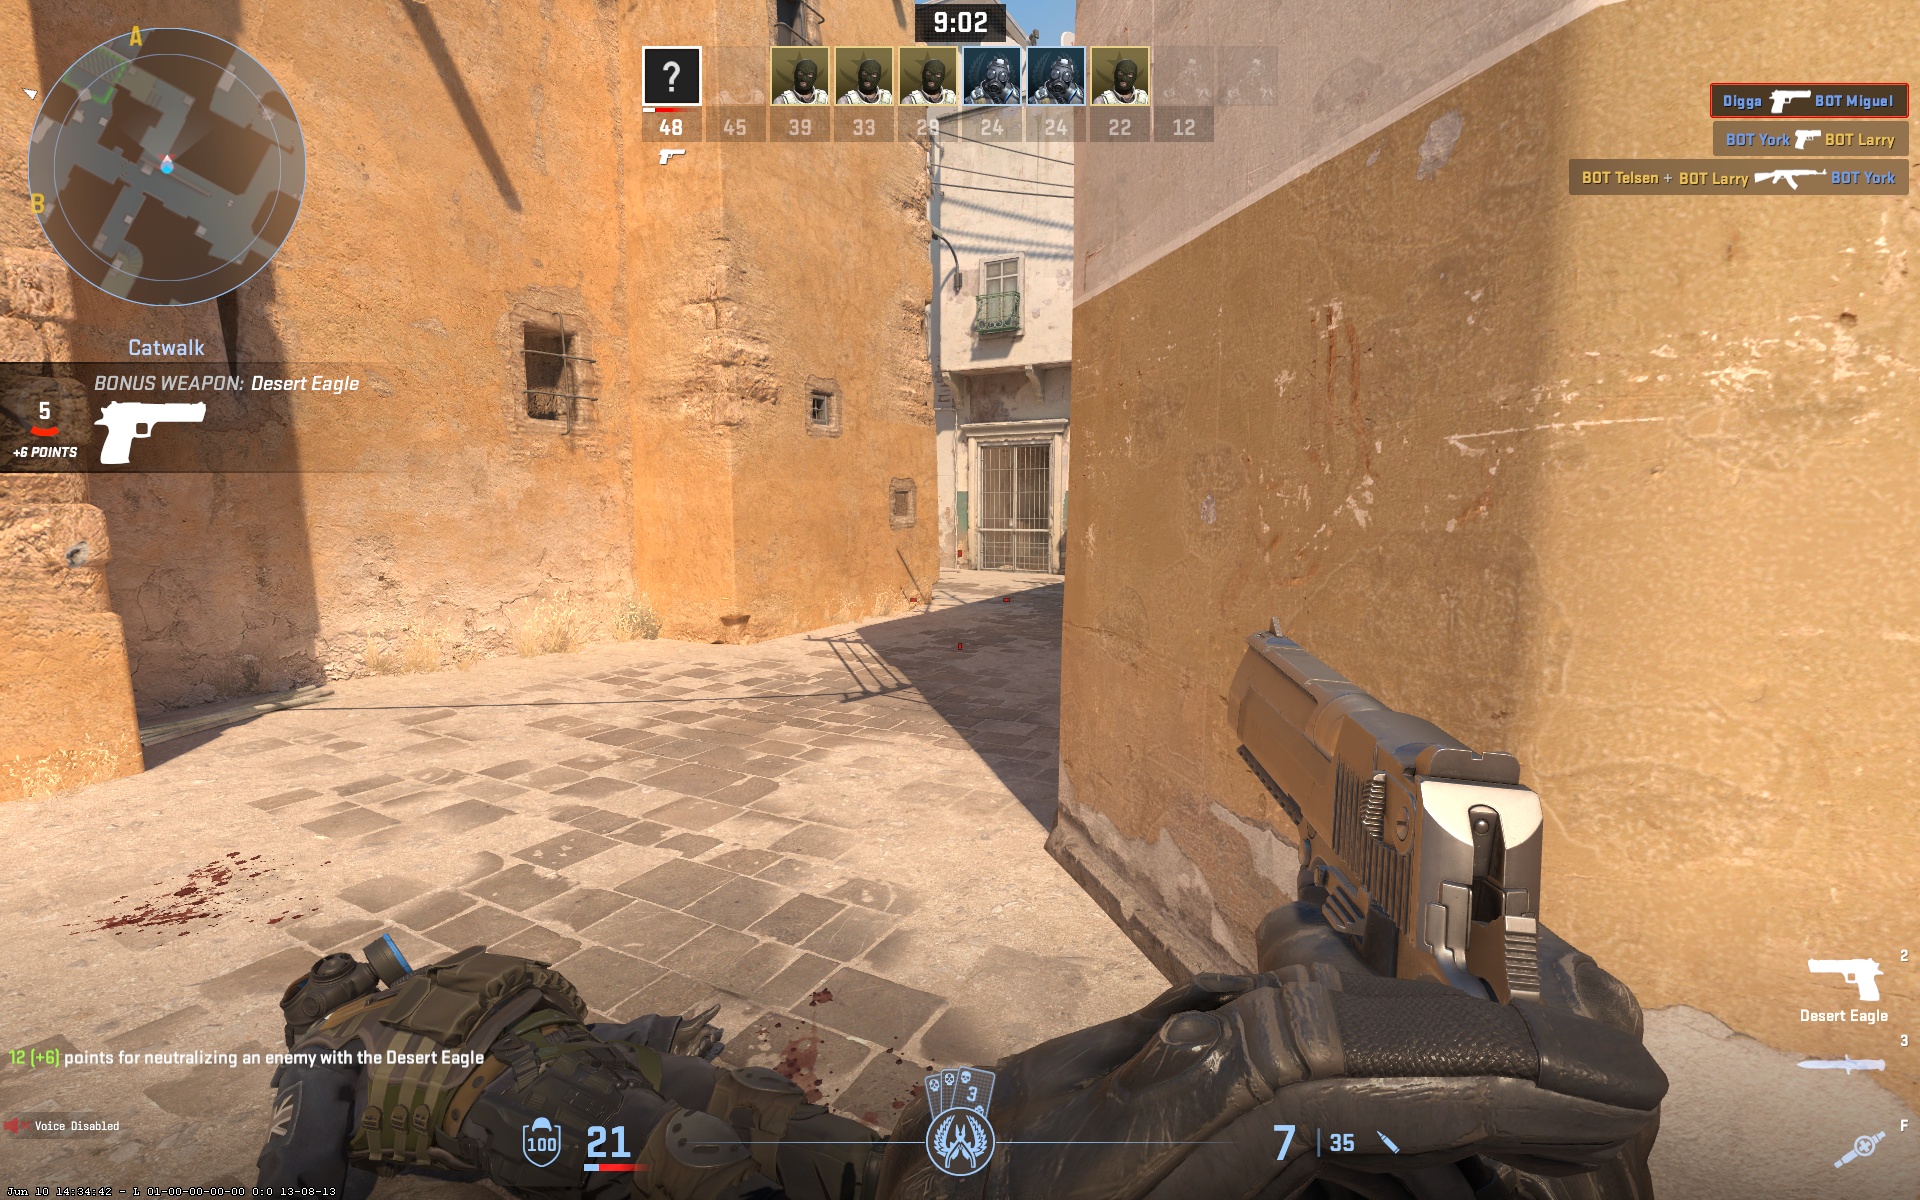 9:02
A
?
48 45 39 33 29 24 24 22 12
Digga BOT Miguel
BOT York BOT Larry
BOT Telsen + BOT Larry BOT York
B
Catwalk
BONUS WEAPON: Desert Eagle
5
+6 POINTS
2
Desert Eagle
3
12 (+6) points for neutralizing an enemy with the Desert Eagle
3
Voice Disabled
F
100 21
7 35
Jun 10 14:34:42 - L 01-00-00-00-00 0:0 13-08-13